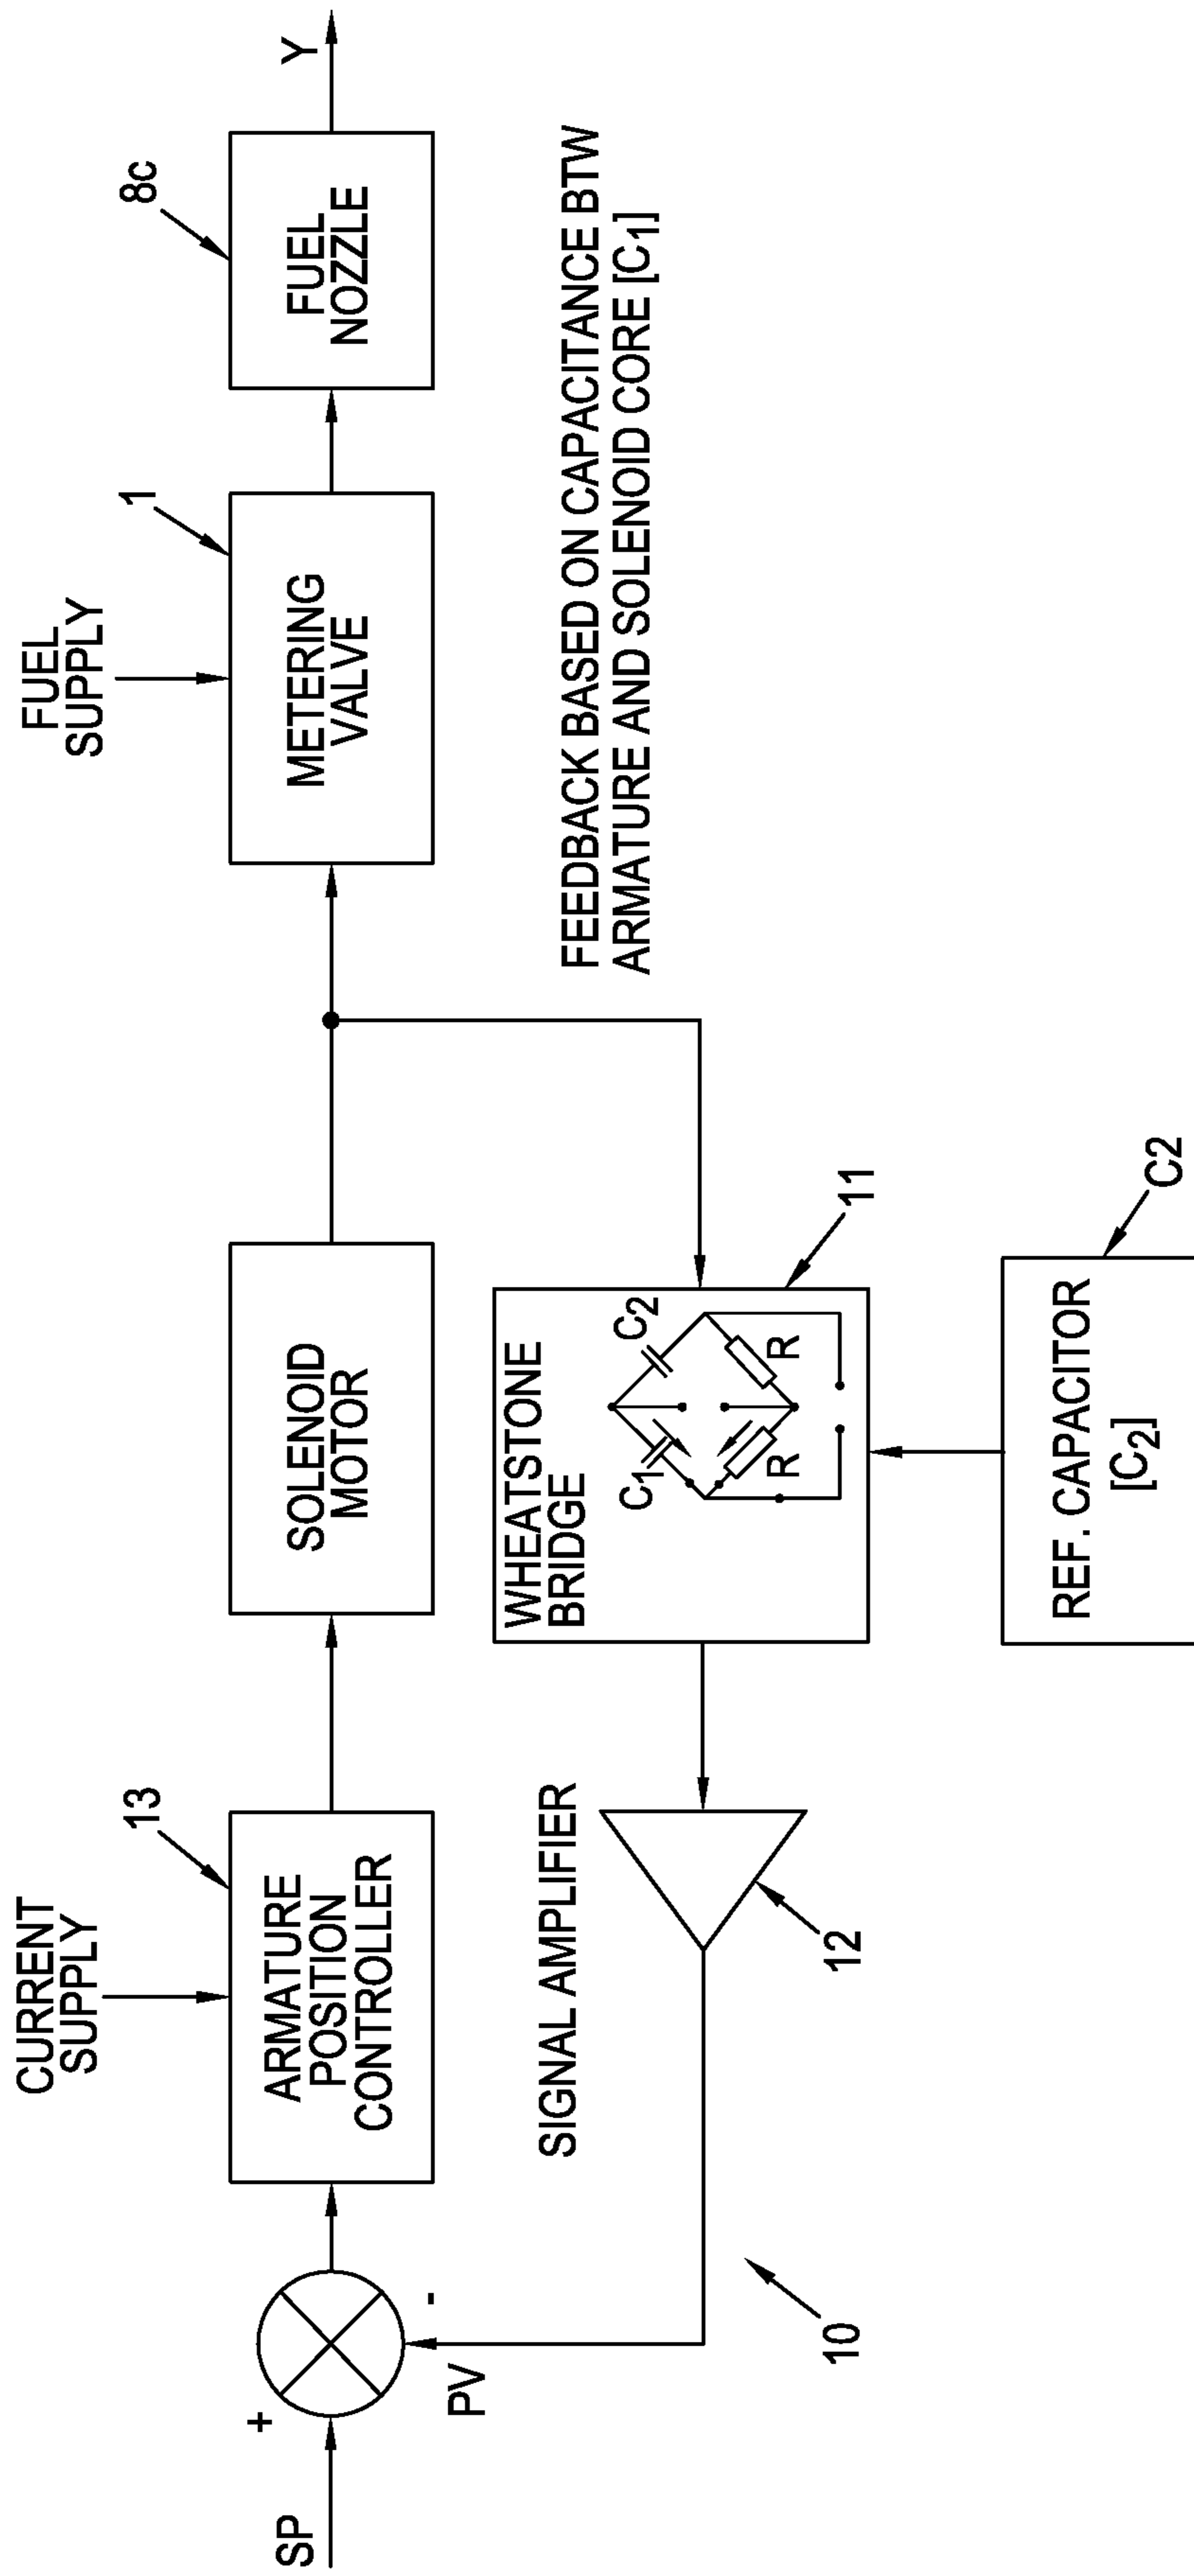 CURRENT
SUPPLY
FUEL
SUPPLY
13
1
8c
SP
+
-
PV
ARMATURE
POSITION
CONTROLLER
SOLENOID
MOTOR
METERING
VALVE
FUEL
NOZZLE
Y
SIGNAL AMPLIFIER
12
WHEATSTONE
BRIDGE
C1
C2
R
R
11
FEEDBACK BASED ON CAPACITANCE BTW
ARMATURE AND SOLENOID CORE [C1]
10
REF. CAPACITOR
[C2]
C2